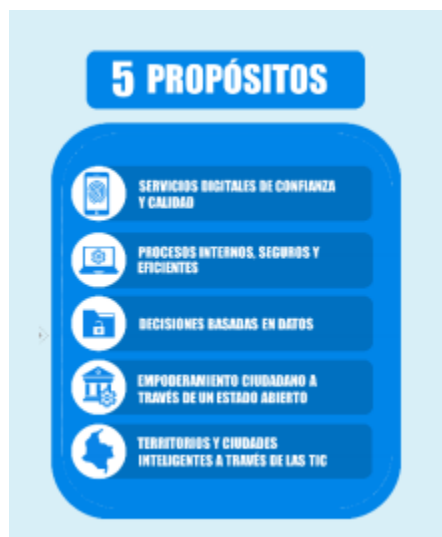 5 PROPÓSITOS
SERVICIOS DIGITALES DE CONFIANZA
Y CALIDAD
PROCESOS INTERNOS, SEGUROS Y
EFICIENTES
DECISIONES BASADAS EN DATOS
EMPODERAMIENTO CIUDADANO A
TRAVÉS DE UN ESTADO ABIERTO
TERRITORIOS Y CIUDADES
INTELIGENTES A TRAVÉS DE LAS TIC